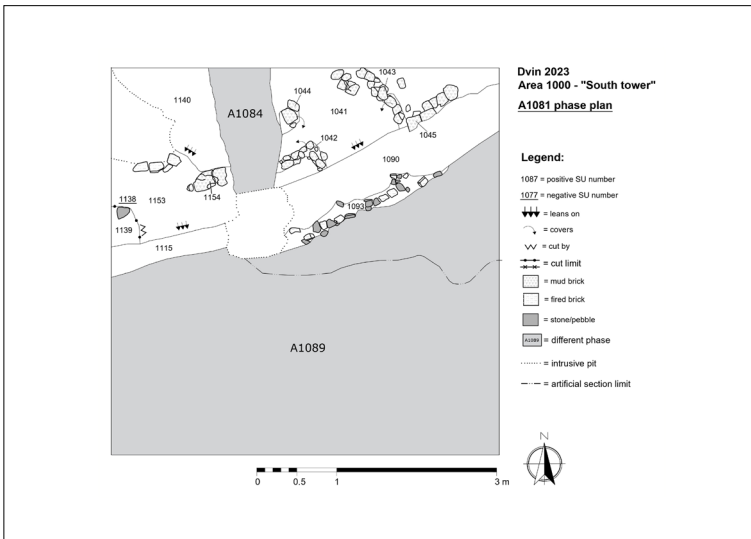 Dvin 2023
Area 1000 - "South tower"
A1081 phase plan
Legend:
1087 = positive SU number
1077 = negative SU number
= leans on
= covers
= cut by
= cut limit
= mud brick
= fired brick
= stone/pebble
A1089 = different phase
= intrusive pit
= artificial section limit
1140
A1084
1044
1043
1041
1042
1045
1090
1138
1153
1154
1093
1139
1115
A1089
N
0 0.5 1 3 m